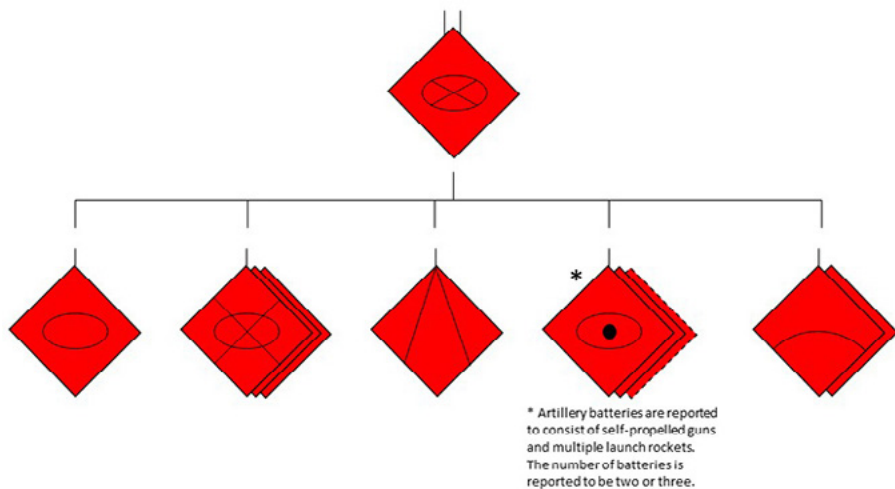 *
* Artillery batteries are reported
to consist of self-propelled guns
and multiple launch rockets.
The number of batteries is
reported to be two or three.